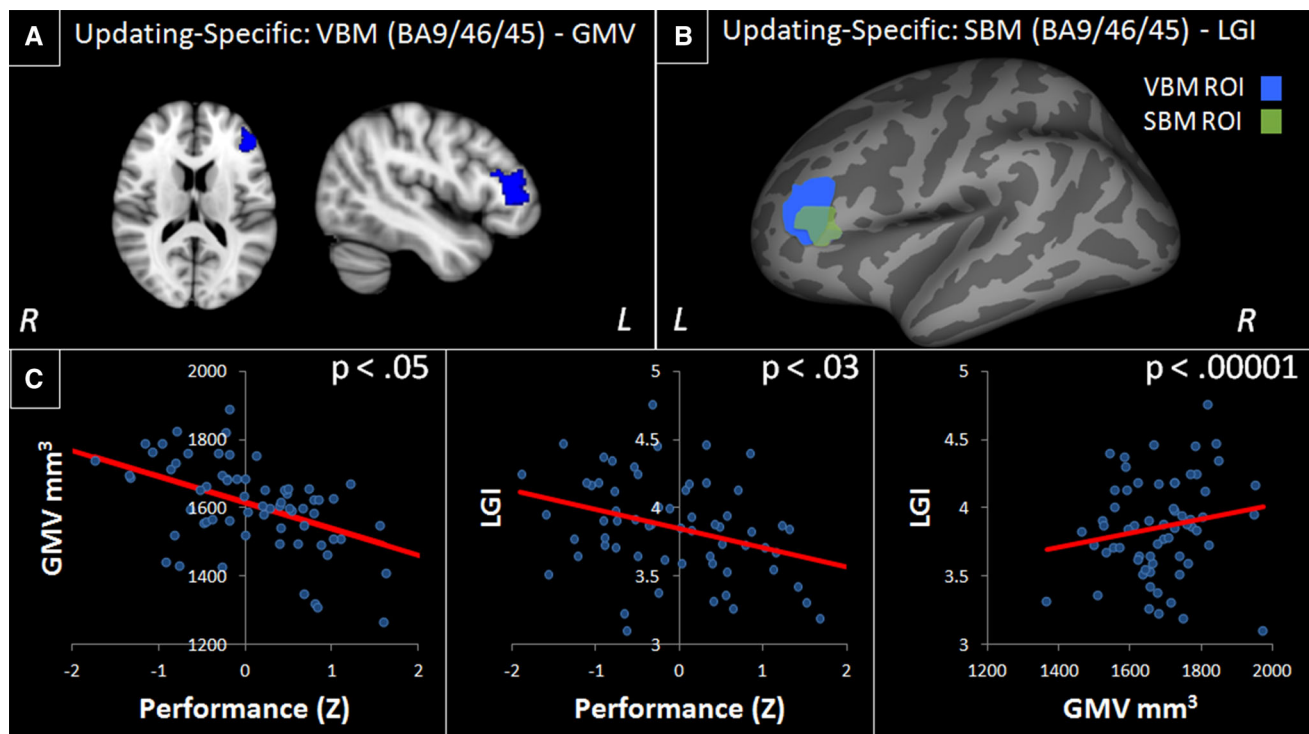 A
Updating-Specific: VBM (BA9/46/45) - GMV
R
L
B
Updating-Specific: SBM (BA9/46/45) - LGI
VBM ROI
SBM ROI
L
R
C
p < .05
GMV mm³
2000
1800
1600
1400
1200
-2
-1
0
1
2
Performance (Z)
p < .03
LGI
5
4.5
4
3.5
3
-2
-1
0
1
2
Performance (Z)
p < .00001
LGI
5
4.5
4
3.5
3
1200
1400
1600
1800
2000
GMV mm³